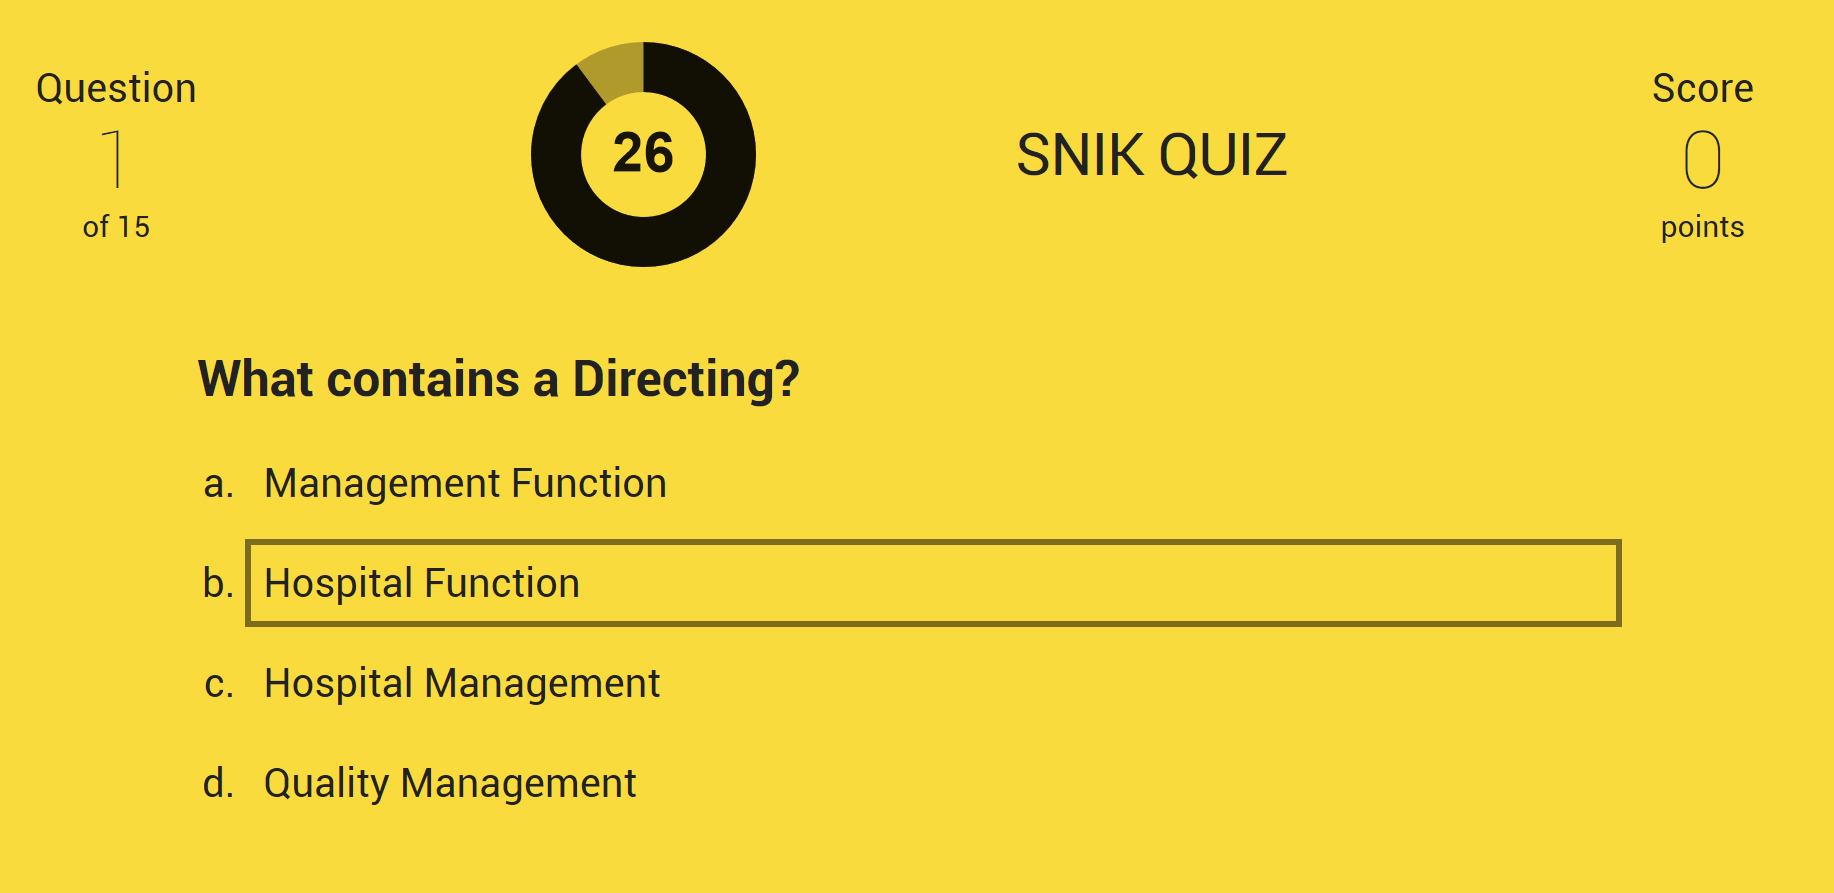 Question
1
of 15
26
SNIK QUIZ
Score
0
points
What contains a Directing?
a. Management Function
b. Hospital Function
c. Hospital Management
d. Quality Management